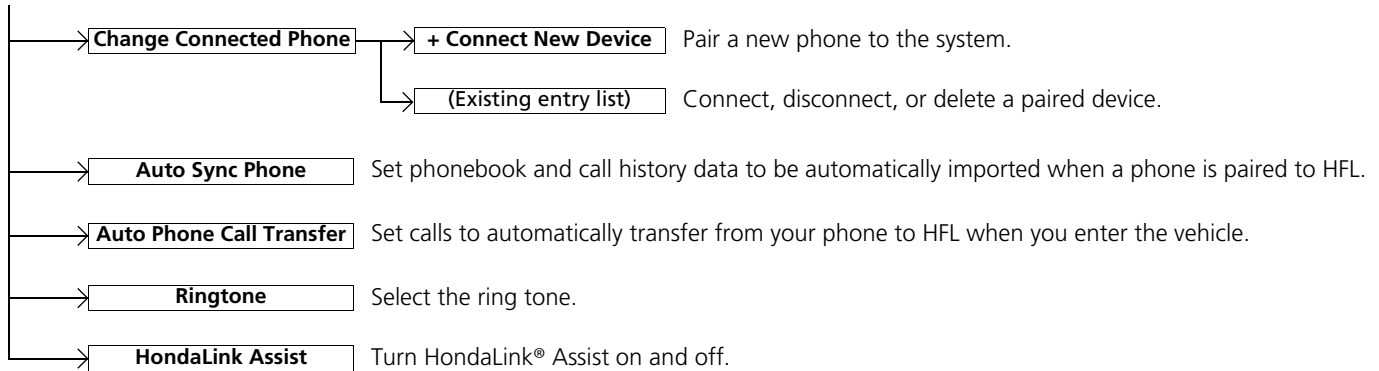 Change Connected Phone + Connect New Device Pair a new phone to the system.
(Existing entry list) Connect, disconnect, or delete a paired device.
Auto Sync Phone Set phonebook and call history data to be automatically imported when a phone is paired to HFL.
Auto Phone Call Transfer Set calls to automatically transfer from your phone to HFL when you enter the vehicle.
Ringtone Select the ring tone.
HondaLink Assist Turn HondaLink® Assist on and off.